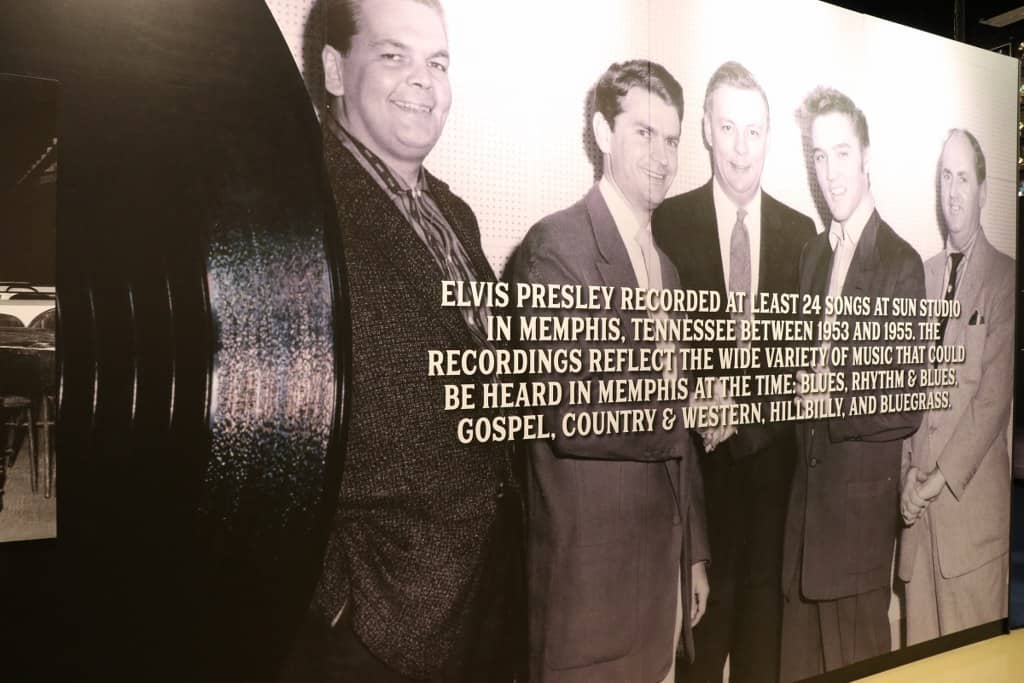 ELVIS PRESLEY RECORDED AT LEAST 24 SONGS AT SUN STUDIO
IN MEMPHIS, TENNESSEE BETWEEN 1953 AND 1955. THE
RECORDINGS REFLECT THE WIDE VARIETY OF MUSIC THAT COULD
BE HEARD IN MEMPHIS AT THE TIME: BLUES, RHYTHM & BLUES,
GOSPEL, COUNTRY & WESTERN, HILLBILLY, AND BLUEGRASS.